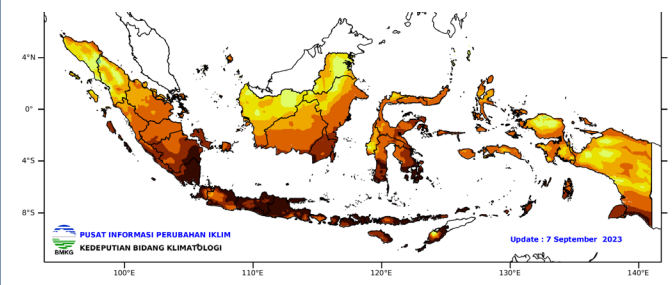 4°N
0°
4°S
8°S
PUSAT INFORMASI PERUBAHAN IKLIM
KEDEPUTIAN BIDANG KLIMATOLOGI
BMKG
Update : 7 September 2023
100°E
110°E
120°E
130°E
140°E